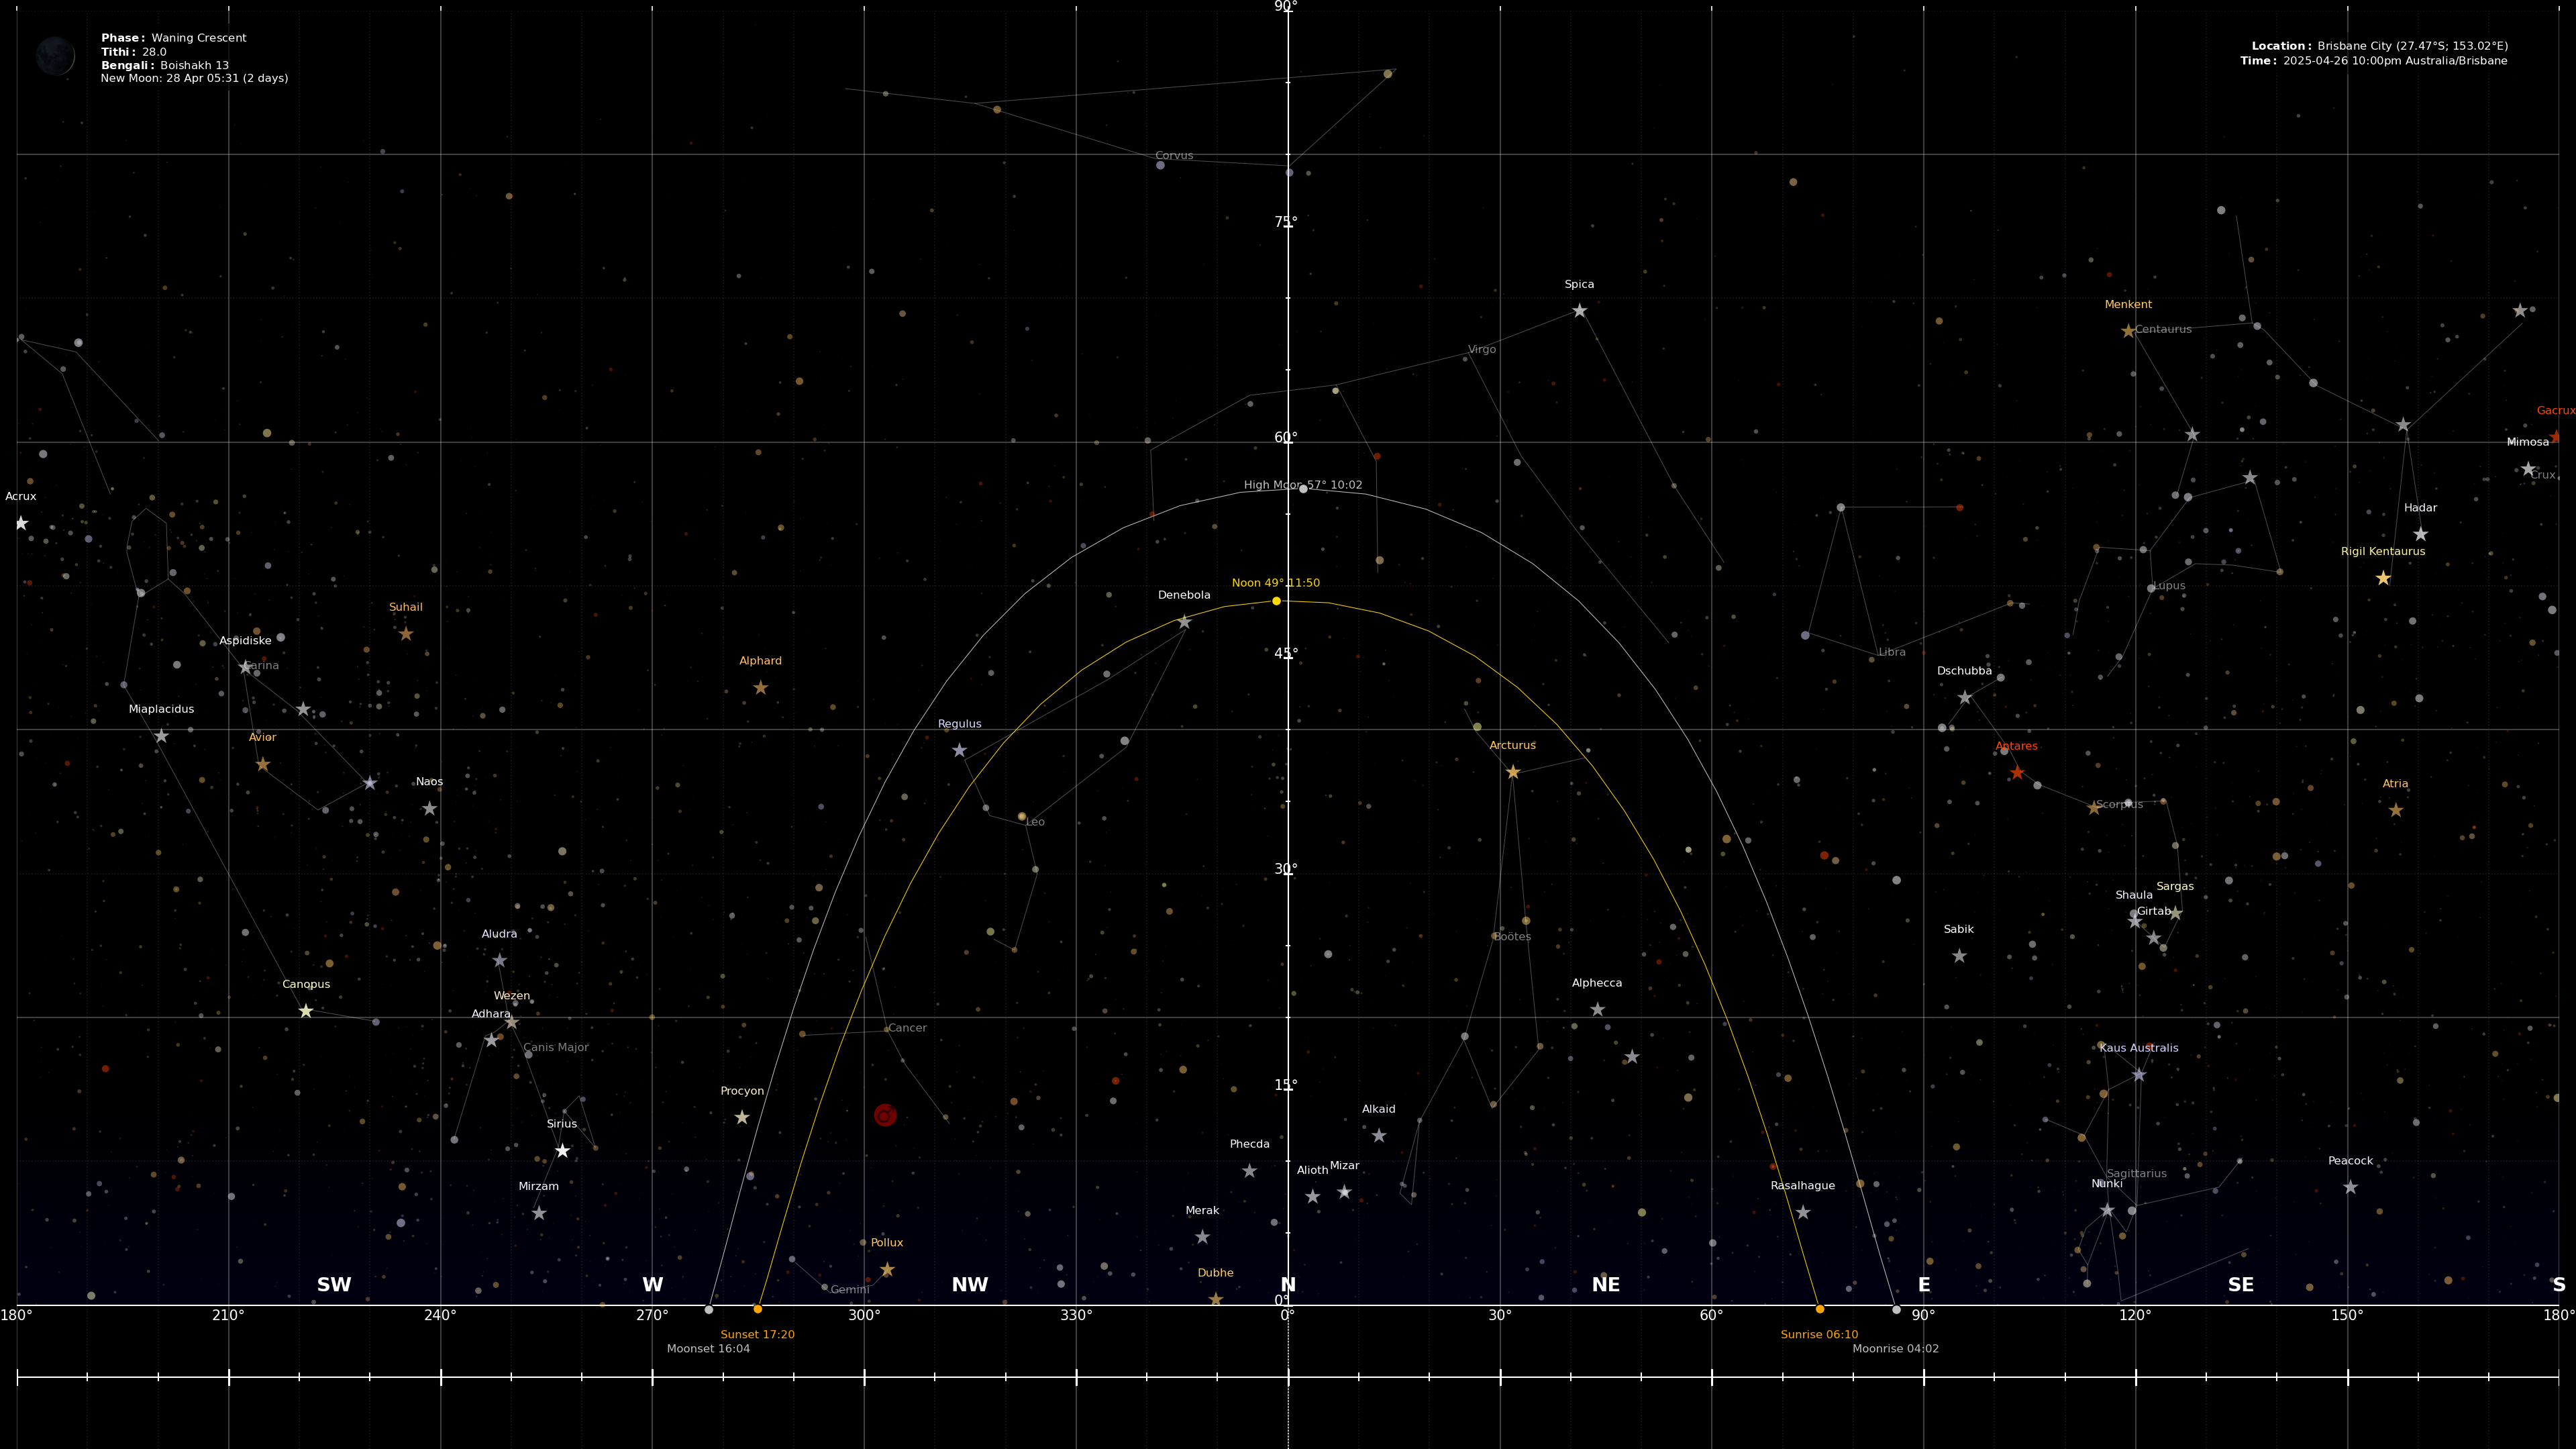 90°
Phase: Waning Crescent
Tithi: 28.0
Bengali: Boishakh 13
New Moon: 28 Apr 05:31 (2 days)
Location: Brisbane City (27.47°S; 153.02°E)
Time: 2025-04-26 10:00pm Australia/Brisbane
Corvus
75°
Spica
Menkent
Centaurus
Virgo
Gacrux
60°
Mimosa
Crux
High Moon 57° 10:02
Acrux
Hadar
Rigil Kentaurus
Noon 49° 11:50
Lupus
Denebola
Suhail
Aspidiske
Carina
45°
Libra
Alphard
Dschubba
Miaplacidus
Regulus
Avior
Arcturus
Antares
Naos
Atria
Scorpius
Leo
30°
Sargas
Shaula
Girtab
Aludra
Boötes
Sabik
Canopus
Alphecca
Wezen
Adhara
Cancer
Canis Major
Kaus Australis
15°
Procyon
Alkaid
Sirius
Phecda
Alioth
Mizar
Peacock
Sagittarius
Mirzam
Rasalhague
Nunki
Merak
Pollux
Dubhe
Gemini
0°
SW
W
NW
N
NE
E
SE
S
180°
210°
240°
270°
300°
330°
0°
30°
60°
90°
120°
150°
180°
Sunset 17:20
Sunrise 06:10
Moonset 16:04
Moonrise 04:02